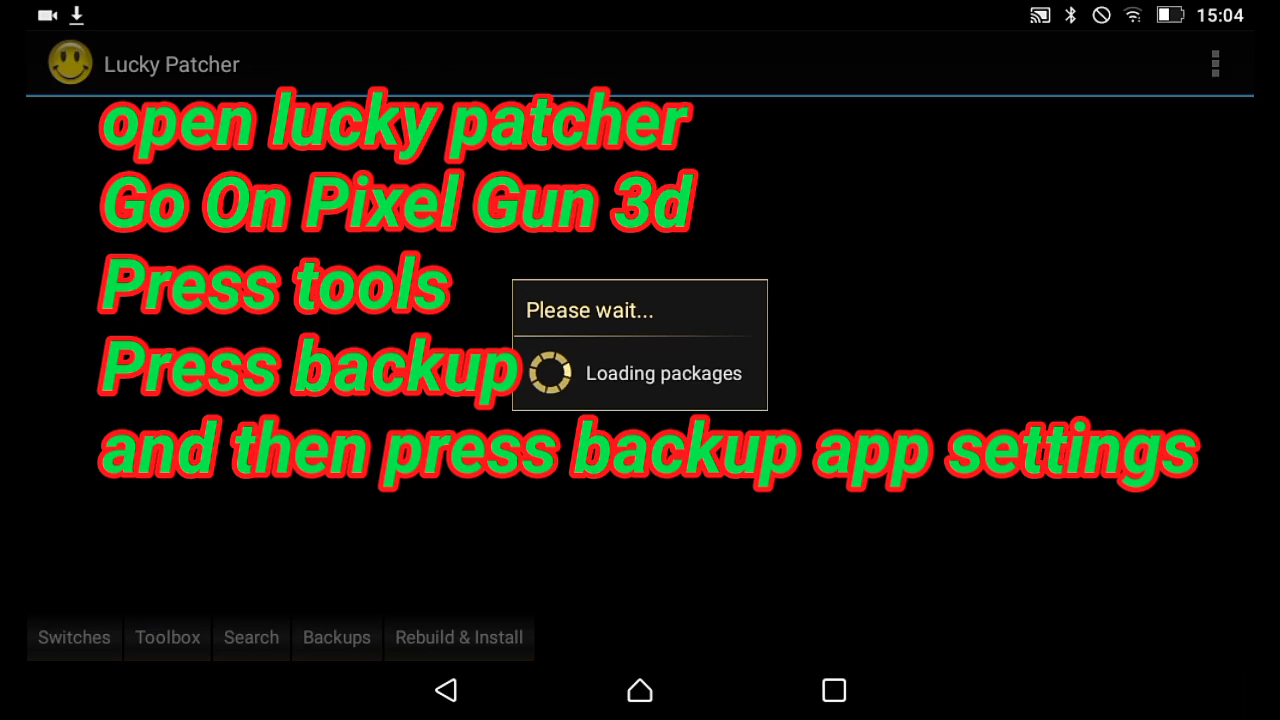 15:04
Lucky Patcher
open lucky patcher
Go On Pixel Gun 3d
Press tools
Please wait...
Press backup
Loading packages
and then press backup app settings
Switches Toolbox Search Backups Rebuild & Install